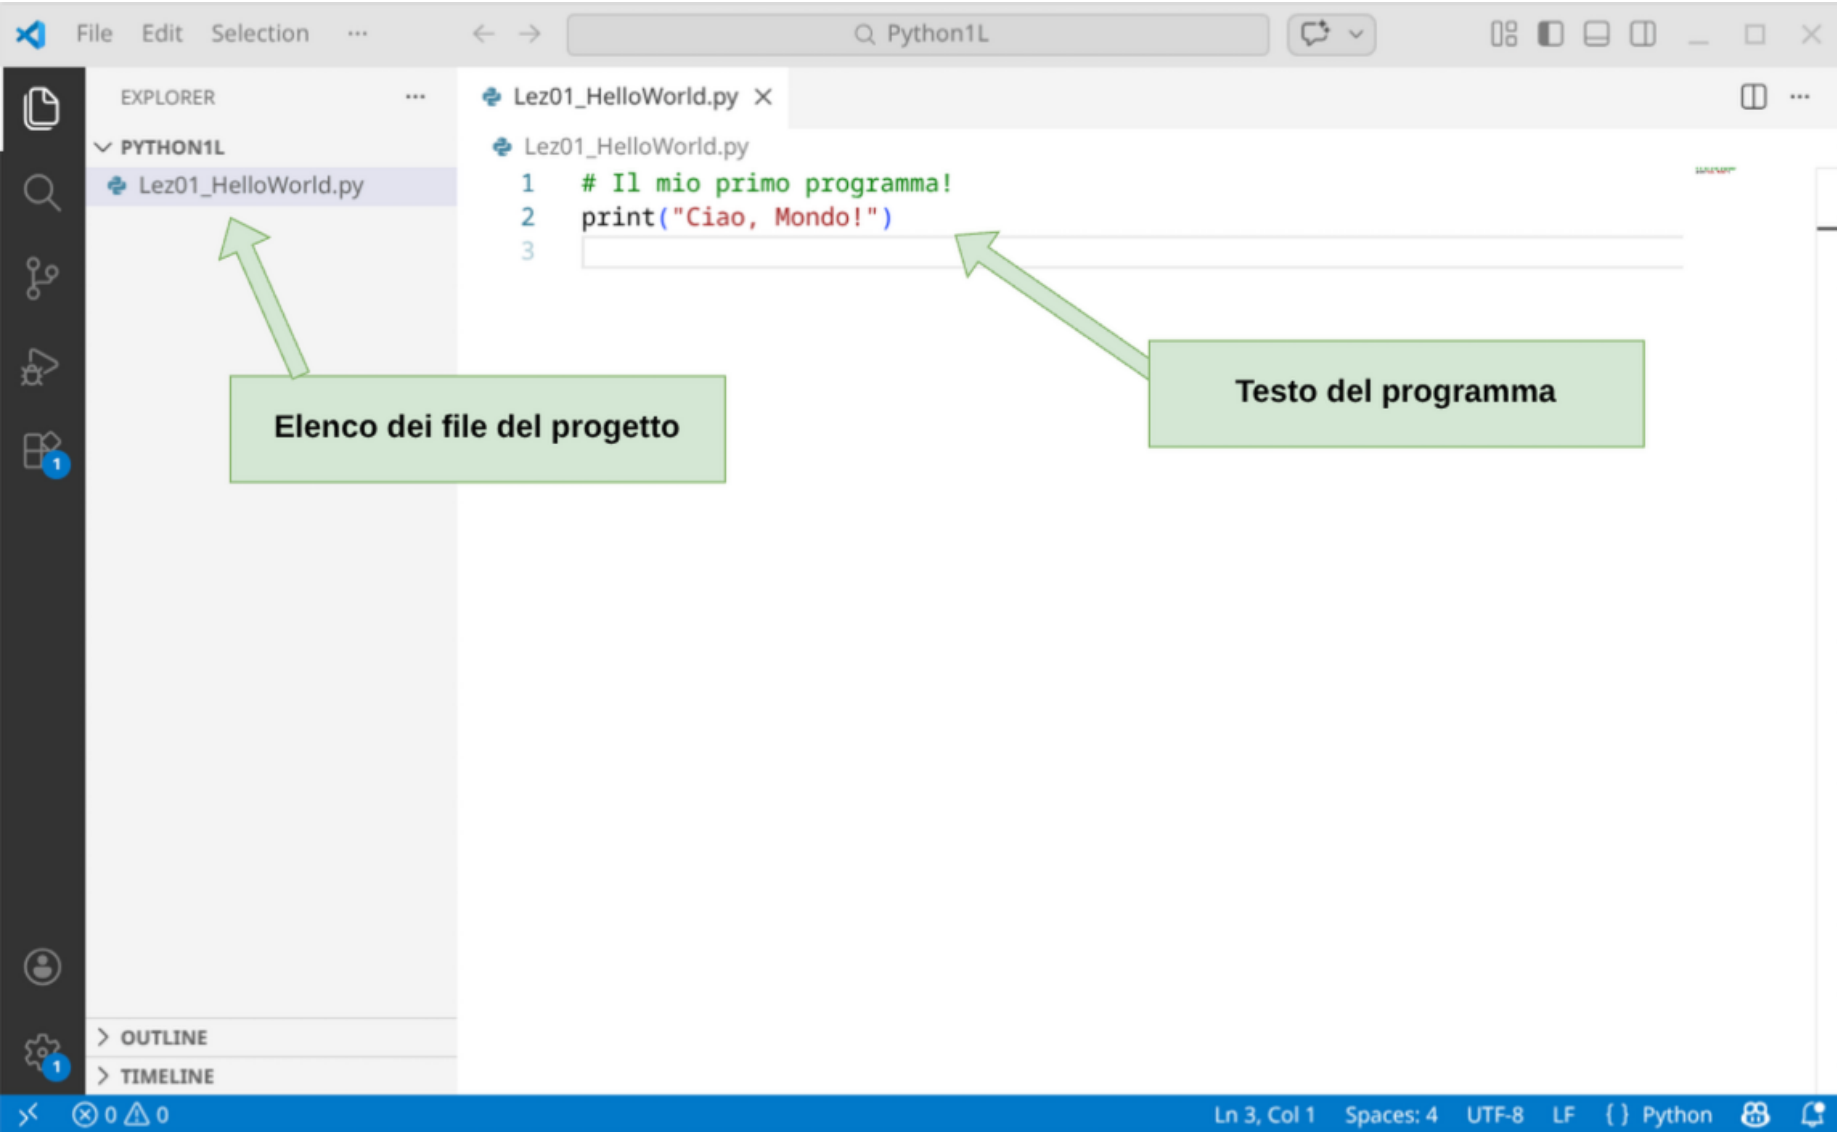 File Edit Selection ··· Python1L
EXPLORER ···
PYTHON1L
Lez01_HelloWorld.py
Lez01_HelloWorld.py
Lez01_HelloWorld.py
1 # Il mio primo programma!
2 print("Ciao, Mondo!")
3
Elenco dei file del progetto
Testo del programma
1
OUTLINE
1
TIMELINE
0 0 Ln 3, Col 1 Spaces: 4 UTF-8 LF { } Python